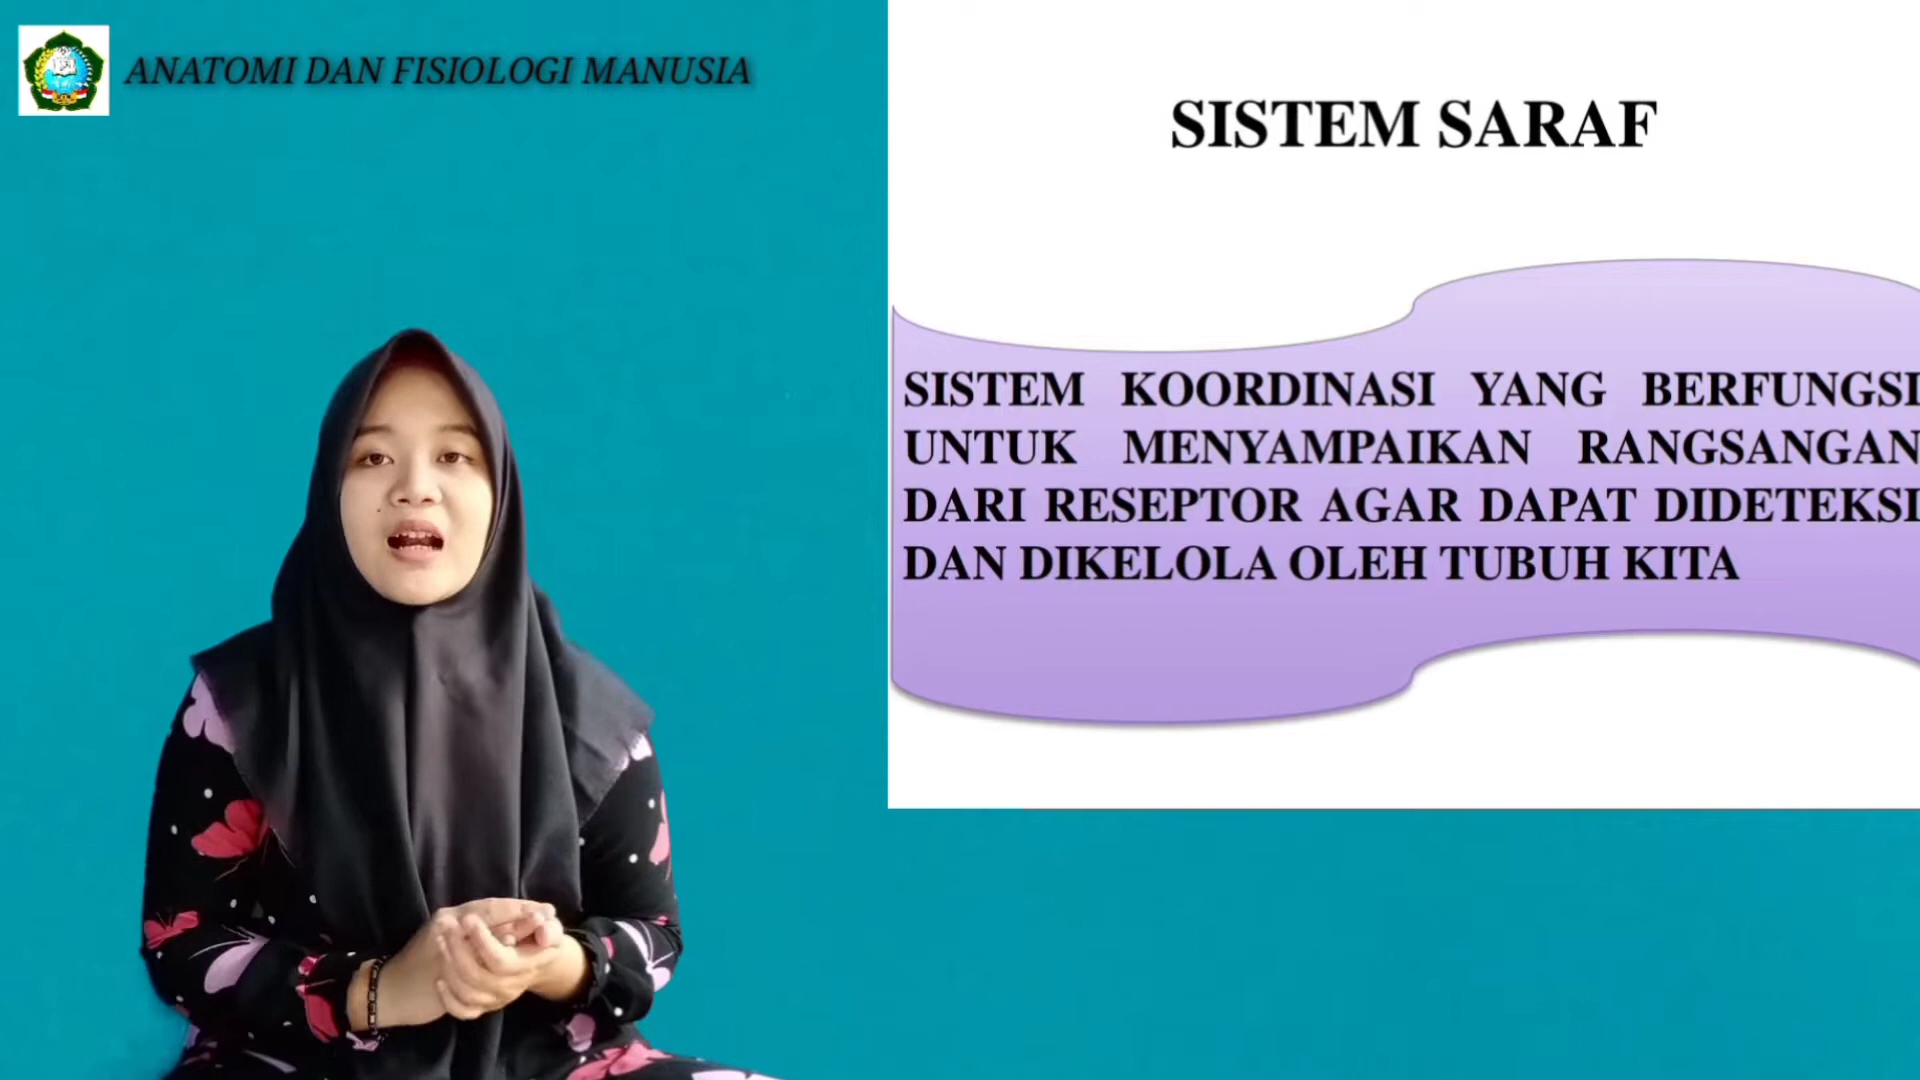 ANATOMI DAN FISIOLOGI MANUSIA
SISTEM SARAF
SISTEM KOORDINASI YANG BERFUNGSI
UNTUK MENYAMPAIKAN RANGSANGAN
DARI RESEPTOR AGAR DAPAT DIDETEKSI
DAN DIKELOLA OLEH TUBUH KITA